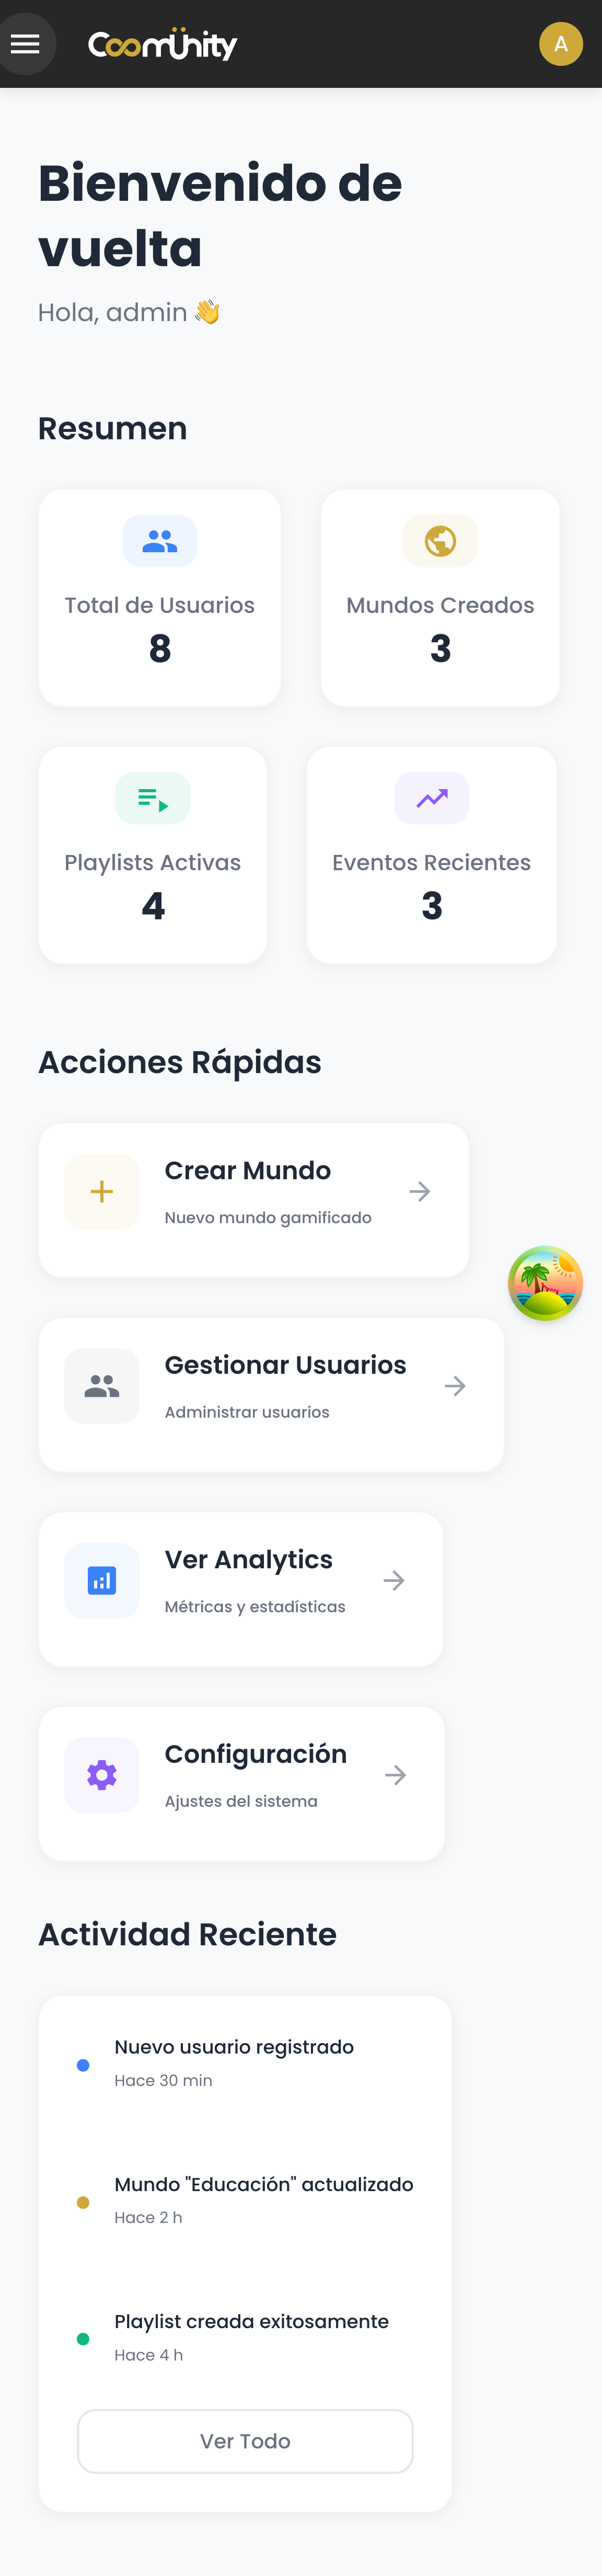 CoomÜnity
A
Bienvenido de
vuelta
Hola, admin 👋
Resumen
Total de Usuarios
8
Mundos Creados
3
Playlists Activas
4
Eventos Recientes
3
Acciones Rápidas
Crear Mundo
Nuevo mundo gamificado
Gestionar Usuarios
Administrar usuarios
Ver Analytics
Métricas y estadísticas
Configuración
Ajustes del sistema
Actividad Reciente
Nuevo usuario registrado
Hace 30 min
Mundo "Educación" actualizado
Hace 2 h
Playlist creada exitosamente
Hace 4 h
Ver Todo